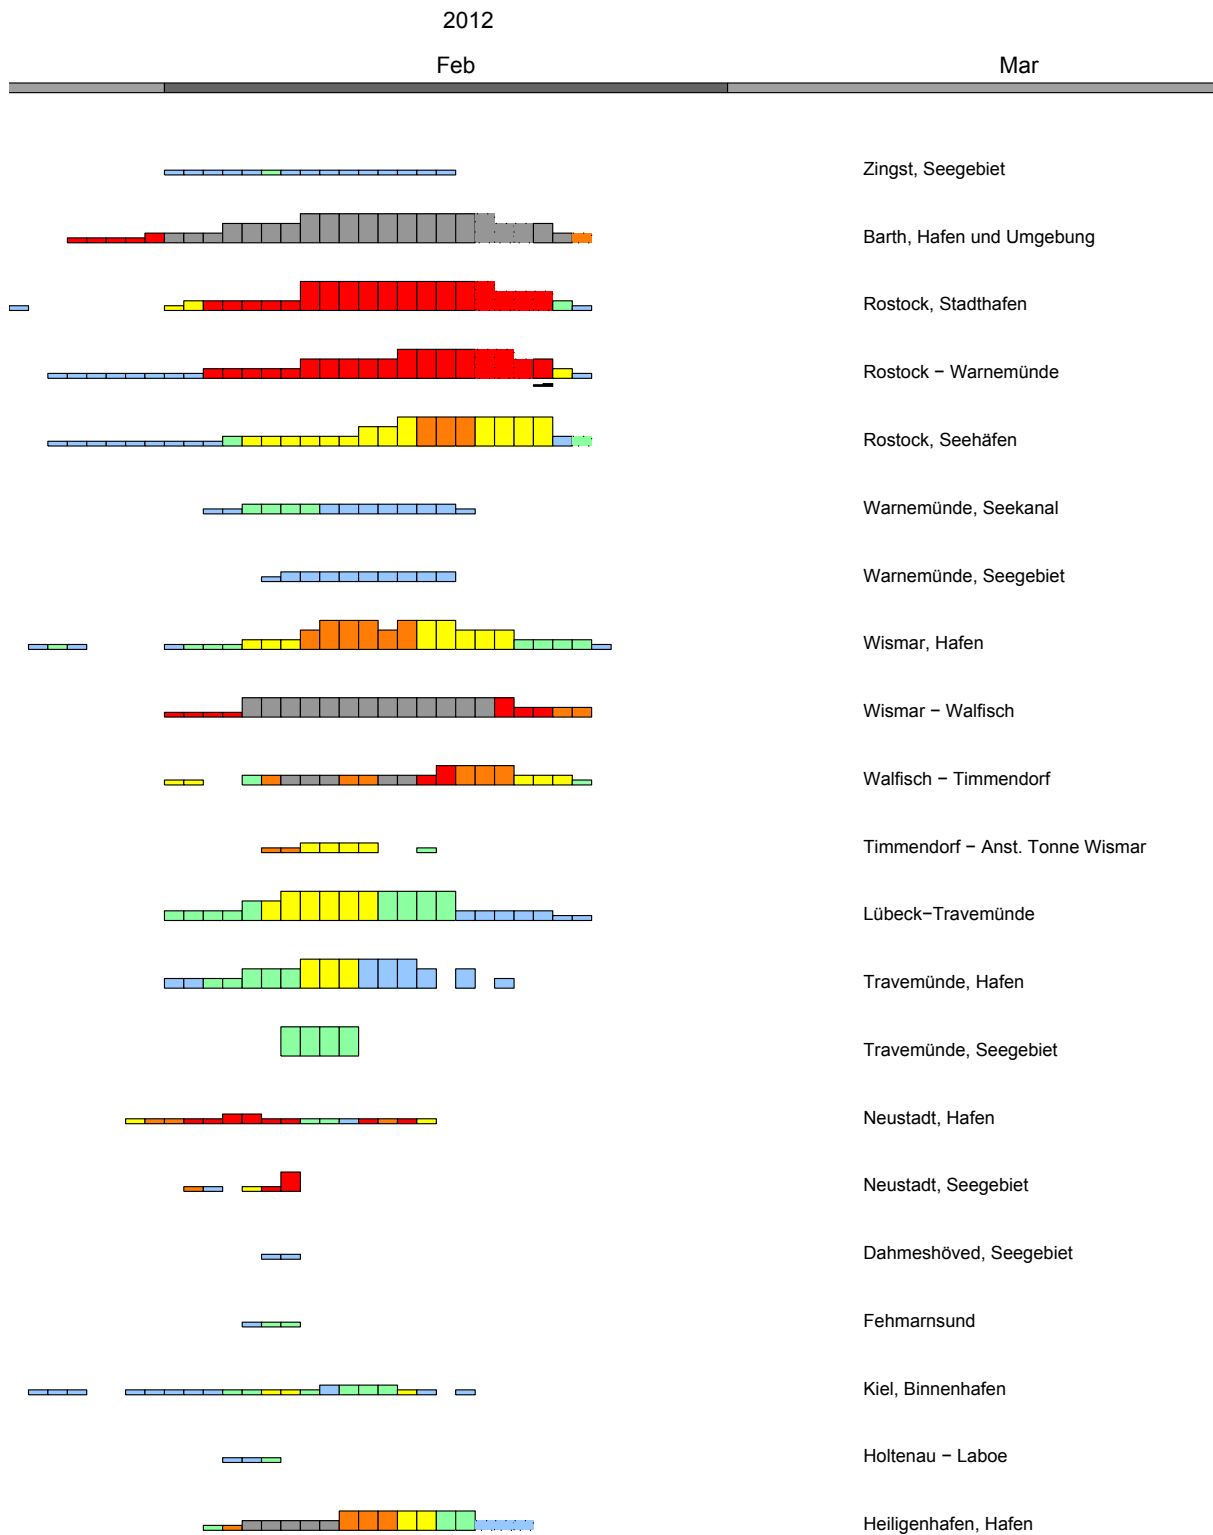 2012
Feb
Mar
Zingst, Seegebiet
Barth, Hafen und Umgebung
Rostock, Stadthafen
Rostock − Warnemünde
Rostock, Seehäfen
Warnemünde, Seekanal
Warnemünde, Seegebiet
Wismar, Hafen
Wismar − Walfisch
Walfisch − Timmendorf
Timmendorf − Anst. Tonne Wismar
Lübeck−Travemünde
Travemünde, Hafen
Travemünde, Seegebiet
Neustadt, Hafen
Neustadt, Seegebiet
Dahmeshöved, Seegebiet
Fehmarnsund
Kiel, Binnenhafen
Holtenau − Laboe
Heiligenhafen, Hafen